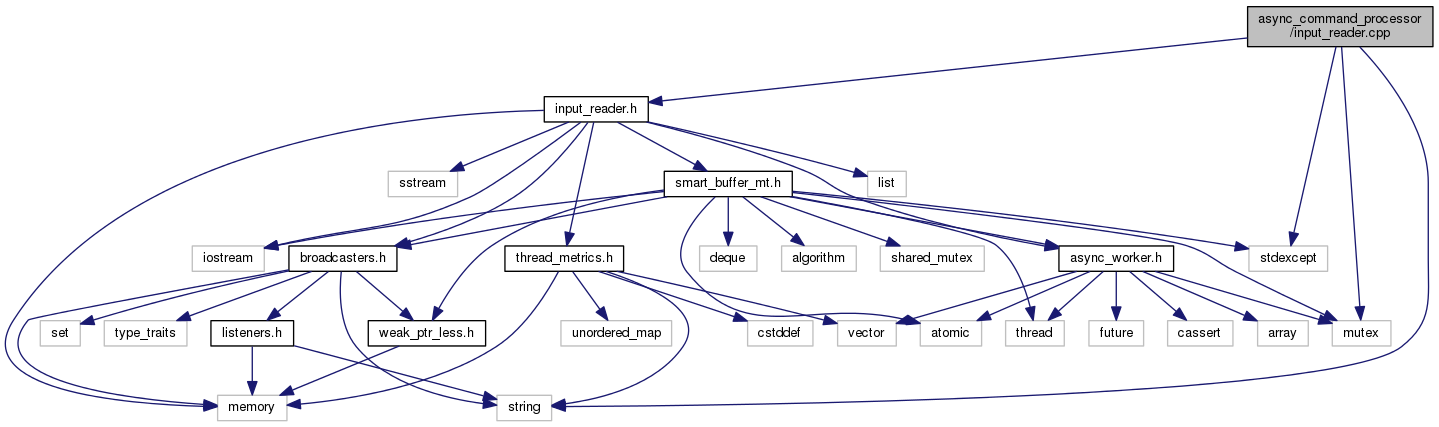 async_command_processor
/input_reader.cpp
input_reader.h
sstream
smart_buffer_mt.h
list
iostream
broadcasters.h
thread_metrics.h
deque
algorithm
shared_mutex
async_worker.h
stdexcept
set
type_traits
listeners.h
weak_ptr_less.h
unordered_map
cstddef
vector
atomic
thread
future
cassert
array
mutex
memory
string